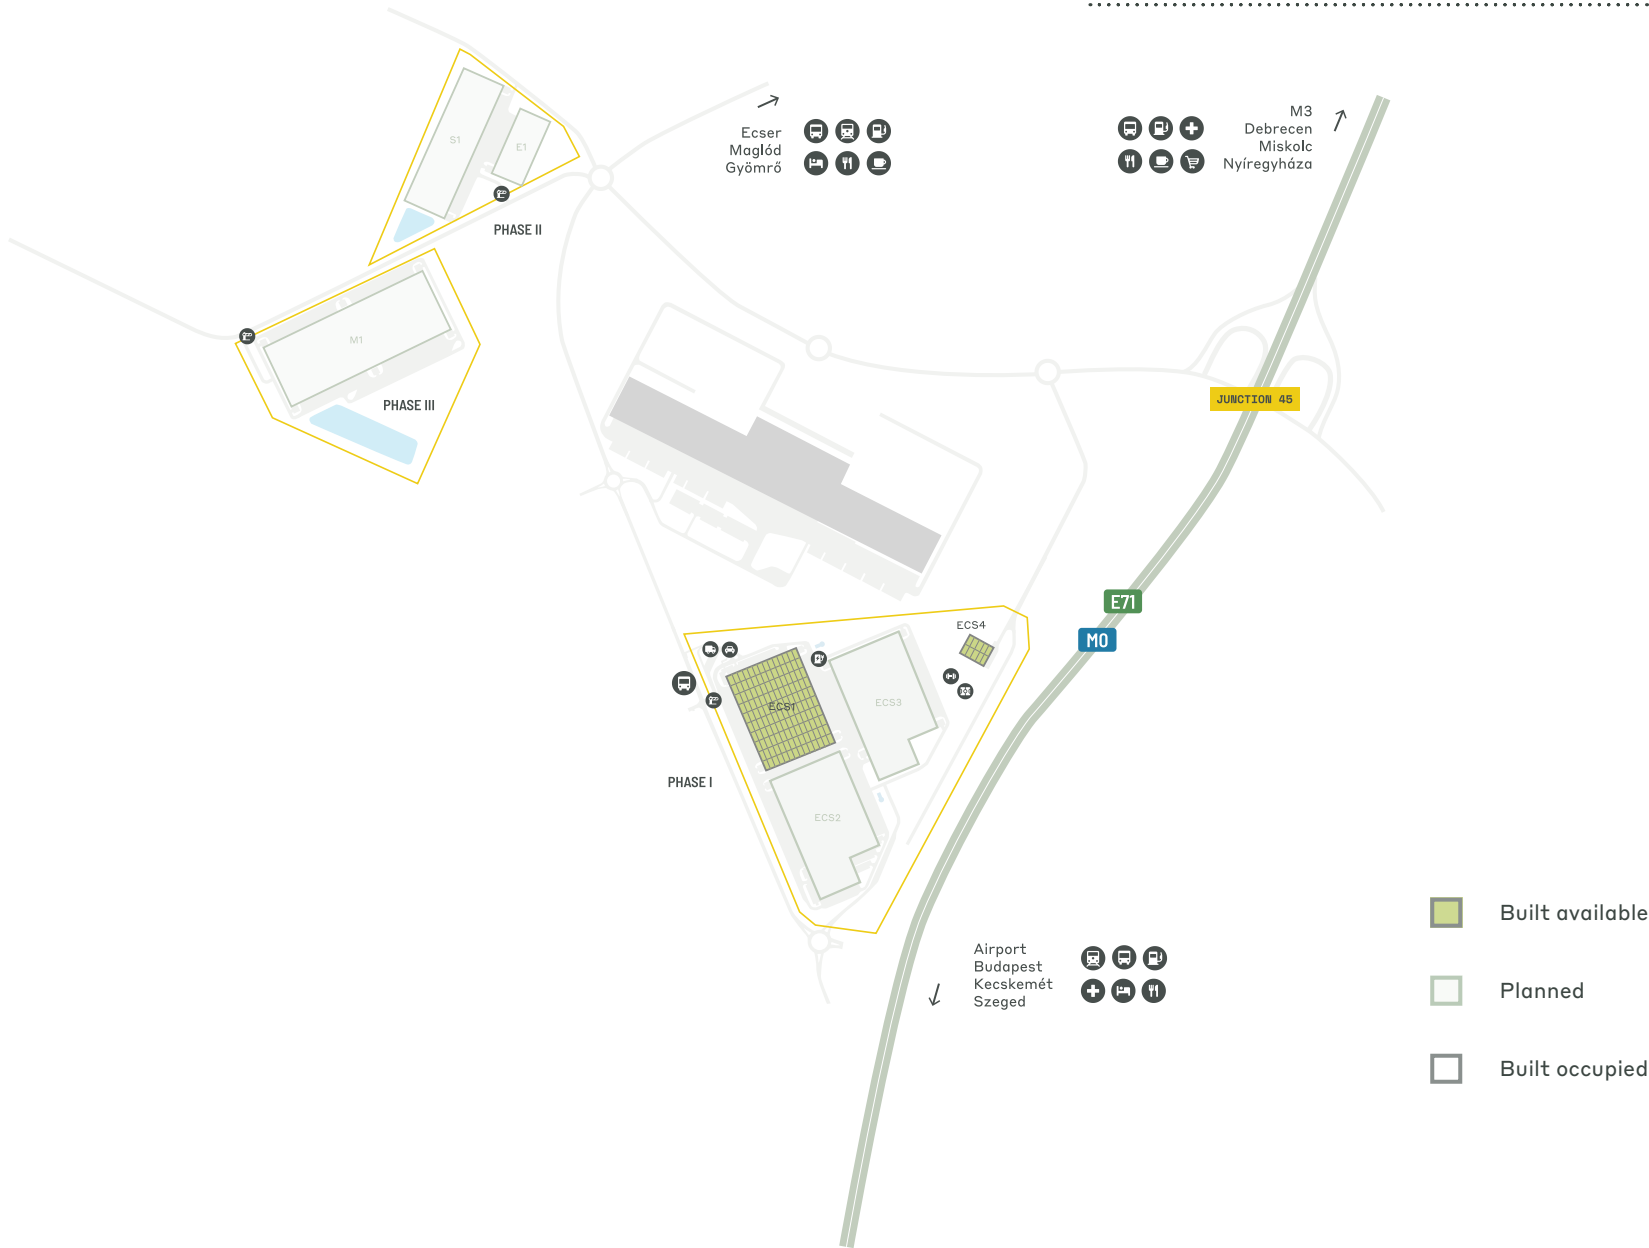 S1
E1
PHASE II
Ecser
Maglód
Gyömrő
M3
Debrecen
Miskolc
Nyíregyháza
M1
PHASE III
JUNCTION 45
E71
M0
ECS4
ECS1
ECS3
PHASE I
ECS2
Airport
Budapest
Kecskemét
Szeged
Built available
Planned
Built occupied